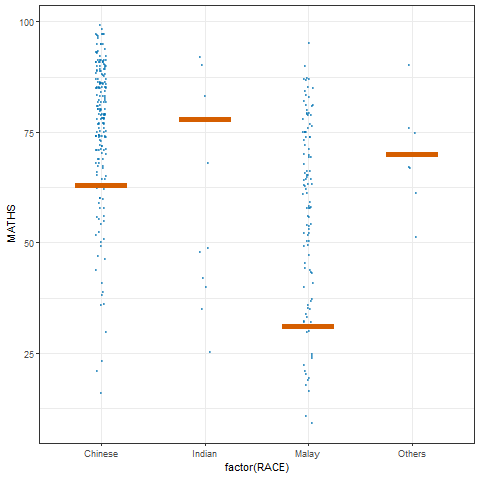 100
75
50
25
MATHS
Chinese
Indian
Malay
Others
factor(RACE)